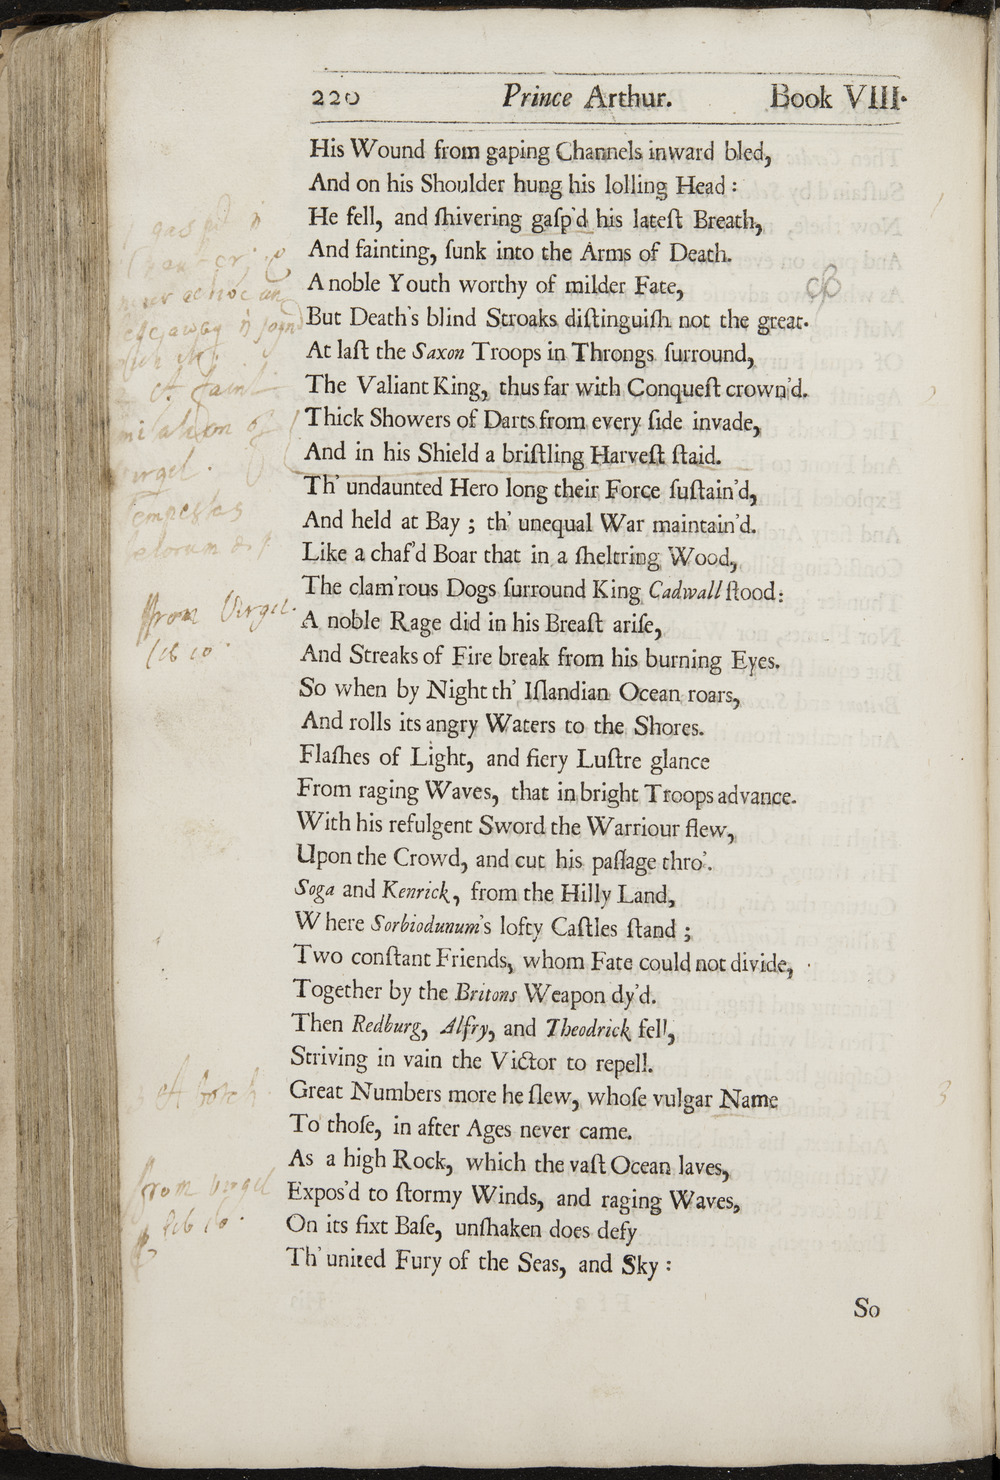 220 Prince Arthur. Book VIII.
His Wound from gaping Channels inward bled,
And on his Shoulder hung his lolling Head:
He fell, and ſhivering gaſp'd his lateſt Breath,
And fainting, ſunk into the Arms of Death.
A noble Youth worthy of milder Fate,
But Death's blind Stroaks diſtinguiſh not the great.
At laſt the Saxon Troops in Throngs ſurround,
The Valiant King, thus far with Conqueſt crown'd.
Thick Showers of Darts from every ſide invade,
And in his Shield a briſtling Harveſt ſtaid.
Th' undaunted Hero long their Force ſuſtain'd,
And held at Bay; th' unequal War maintain'd.
Like a chaf'd Boar that in a ſheltring Wood,
The clam'rous Dogs ſurround King Cadwall ſtood:
A noble Rage did in his Breaſt ariſe,
And Streaks of Fire break from his burning Eyes.
So when by Night th' Iſlandian Ocean roars,
And rolls its angry Waters to the Shores.
Flaſhes of Light, and fiery Luſtre glance
From raging Waves, that in bright Troops advance.
With his refulgent Sword the Warriour flew,
Upon the Crowd, and cut his paſſage thro'.
Soga and Kenrick, from the Hilly Land,
Where Sorbiodunum's lofty Caſtles ſtand;
Two conſtant Friends, whom Fate could not divide,
Together by the Britons Weapon dy'd.
Then Redburg, Alfry, and Theodrick fell,
Striving in vain the Victor to repell.
Great Numbers more he ſlew, whoſe vulgar Name
To thoſe, in after Ages never came.
As a high Rock, which the vaſt Ocean laves,
Expos'd to ſtormy Winds, and raging Waves,
On its fixt Baſe, unſhaken does defy
Th' united Fury of the Seas, and Sky:
So
A faint
of
Virgel.
Tempestas
telorum
ffrom Virgel.
lib 10
A botch
ffrom virgel
lib 10.